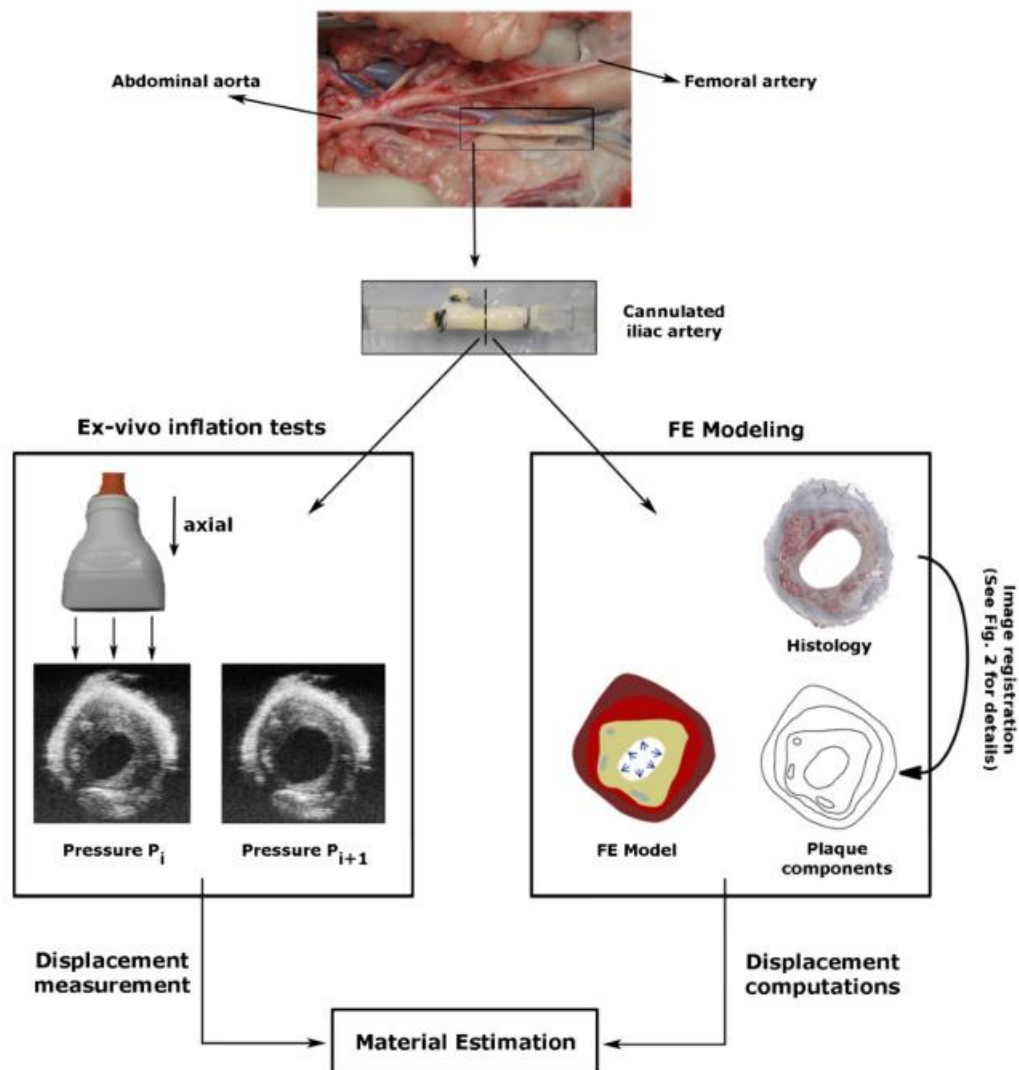 Abdominal aorta
Femoral artery
Cannulated
iliac artery
Ex-vivo inflation tests
FE Modeling
axial
Histology
Image registration
(See Fig. 2 for details)
Pressure P_i
Pressure P_{i+1}
FE Model
Plaque
components
Displacement
measurement
Displacement
computations
Material Estimation